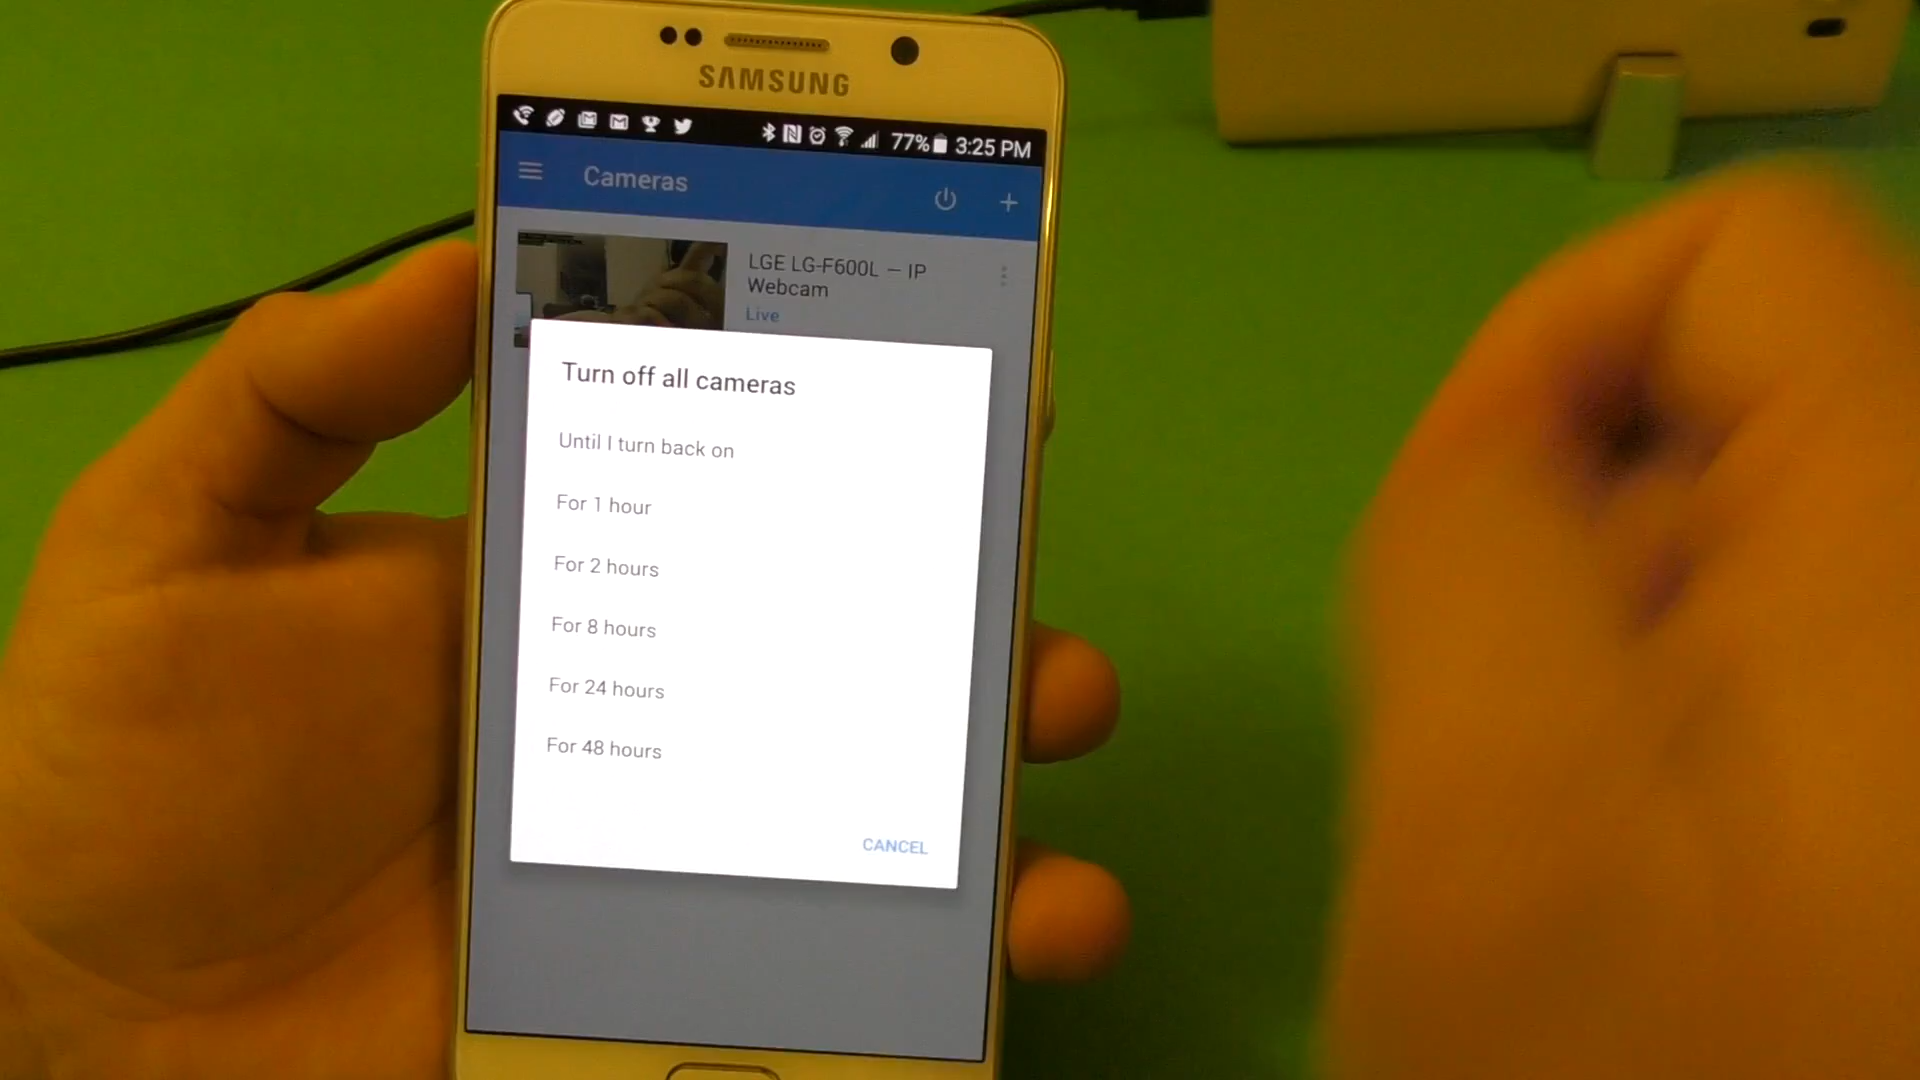 SAMSUNG
77% 3:25 PM
Cameras
LGE LG-F600L – IP
Webcam
Live
Turn off all cameras
Until I turn back on
For 1 hour
For 2 hours
For 8 hours
For 24 hours
For 48 hours
CANCEL